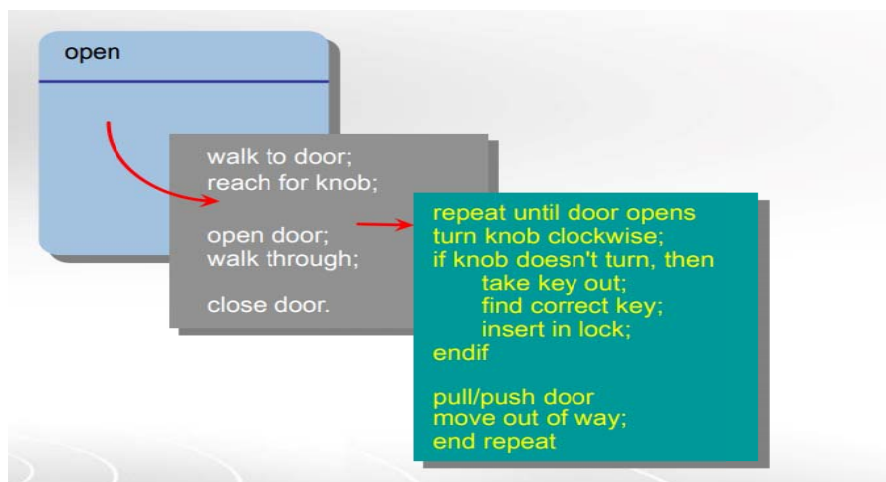 open
walk to door;
reach for knob;
open door;
walk through;
close door.
repeat until door opens
turn knob clockwise;
if knob doesn't turn, then
take key out;
find correct key;
insert in lock;
endif
pull/push door
move out of way;
end repeat